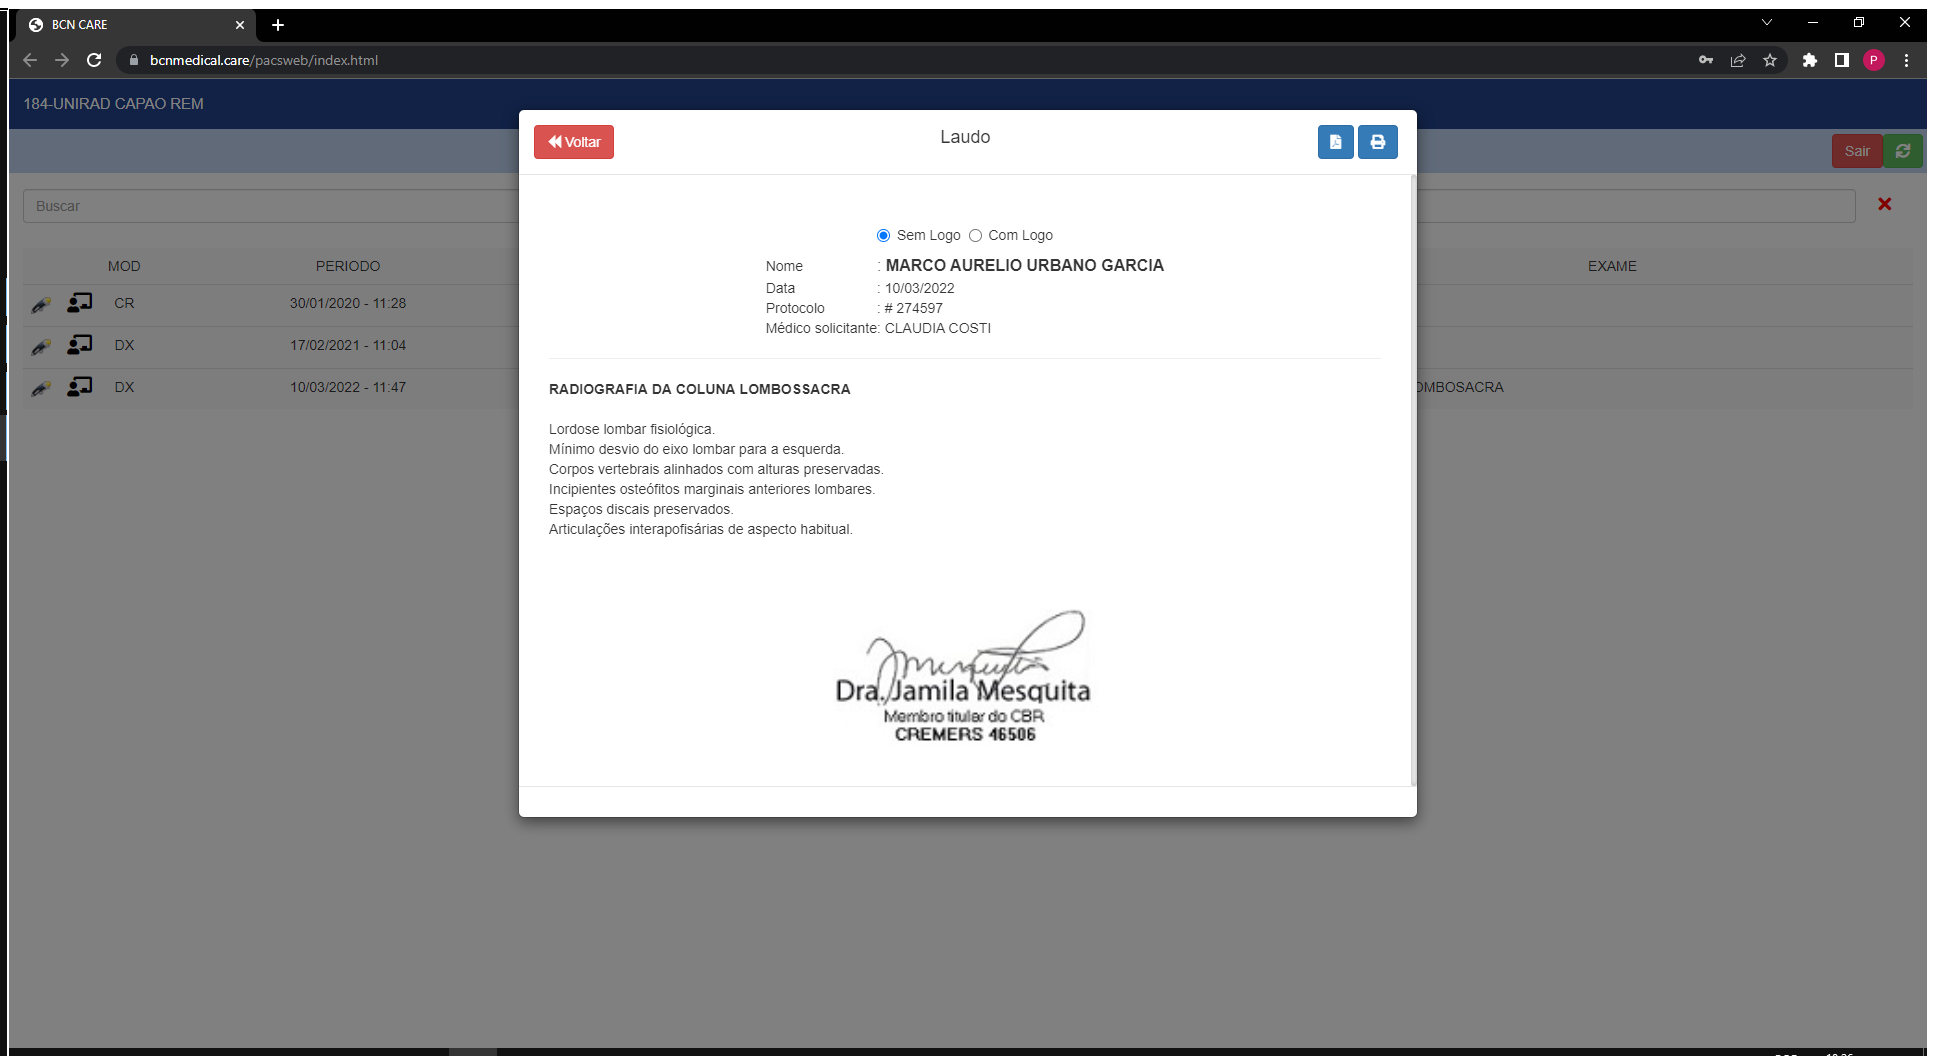 BCN CARE
bcnmedical.care/pacsweb/index.html
P
184-UNIRAD CAPAO REM
Voltar
Laudo
Sair
Buscar
Sem Logo Com Logo
Nome : MARCO AURELIO URBANO GARCIA
Data : 10/03/2022
Protocolo : # 274597
Médico solicitante: CLAUDIA COSTI
MOD PERIODO EXAME
CR 30/01/2020 - 11:28
DX 17/02/2021 - 11:04
DX 10/03/2022 - 11:47 OMBOSACRA
RADIOGRAFIA DA COLUNA LOMBOSSACRA
Lordose lombar fisiológica.
Mínimo desvio do eixo lombar para a esquerda.
Corpos vertebrais alinhados com alturas preservadas.
Incipientes osteófitos marginais anteriores lombares.
Espaços discais preservados.
Articulações interapofisárias de aspecto habitual.
Dra. Jamila Mesquita
Membro titular do CBR
CREMERS 46506